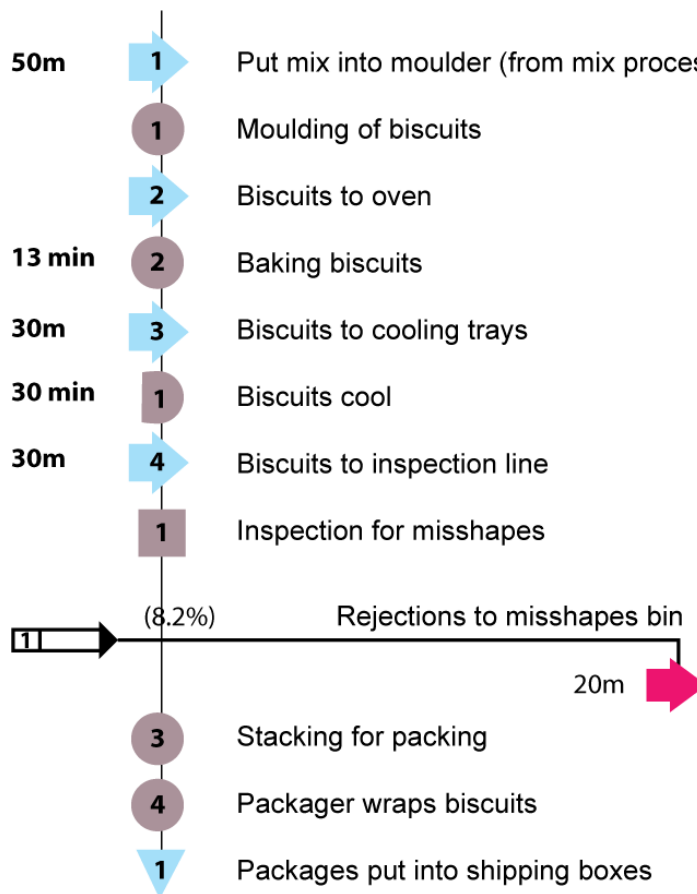 50m 1 Put mix into moulder (from mix proces
1 Moulding of biscuits
2 Biscuits to oven
13 min 2 Baking biscuits
30m 3 Biscuits to cooling trays
30 min 1 Biscuits cool
30m 4 Biscuits to inspection line
1 Inspection for misshapes
(8.2%) Rejections to misshapes bin
1
20m
3 Stacking for packing
4 Packager wraps biscuits
1 Packages put into shipping boxes